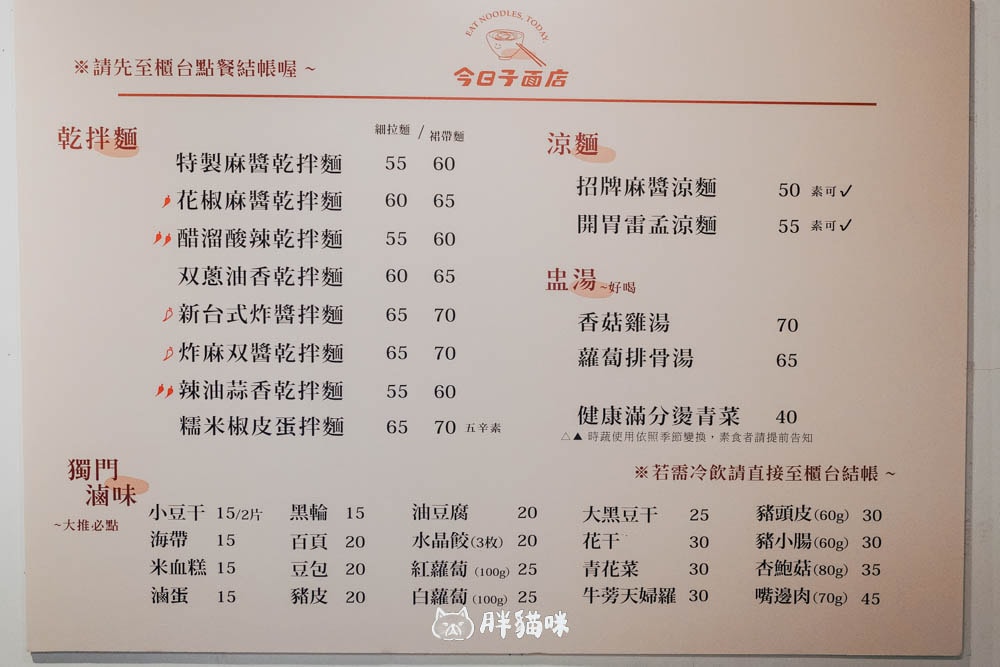 EAT NOODLES, TODAY.
今日子面店
※請先至櫃台點餐結帳喔 ~
乾拌麵
細拉麵 / 裙帶麵
特製麻醬乾拌麵 55 60
花椒麻醬乾拌麵 60 65
醋溜酸辣乾拌麵 55 60
双蔥油香乾拌麵 60 65
新台式炸醬拌麵 65 70
炸麻双醬乾拌麵 65 70
辣油蒜香乾拌麵 55 60
糯米椒皮蛋拌麵 65 70 五辛素
涼麵
招牌麻醬涼麵 50 素可✓
開胃雷孟涼麵 55 素可✓
盅湯 ~好喝
香菇雞湯 70
蘿蔔排骨湯 65
健康滿分燙青菜 40
△▲ 時蔬使用依照季節變換，素食者請提前告知
※若需冷飲請直接至櫃台結帳 ~
獨門
滷味
~大推必點
小豆干 15/2片 黑輪 15 油豆腐 20 大黑豆干 25 豬頭皮(60g) 30
海帶 15 百頁 20 水晶餃(3枚) 20 花干 30 豬小腸(60g) 30
米血糕 15 豆包 20 紅蘿蔔 (100g) 25 青花菜 30 杏鮑菇(80g) 35
滷蛋 15 豬皮 20 白蘿蔔 (100g) 25 牛蒡天婦羅 30 嘴邊肉(70g) 45
胖貓咪